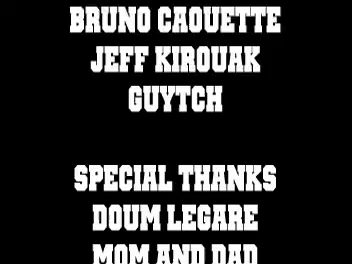 BRUNO CAOUETTE
JEFF KIROUAK
GUYTCH
SPECIAL THANKS
DOUM LEGARE
MOM AND DAD